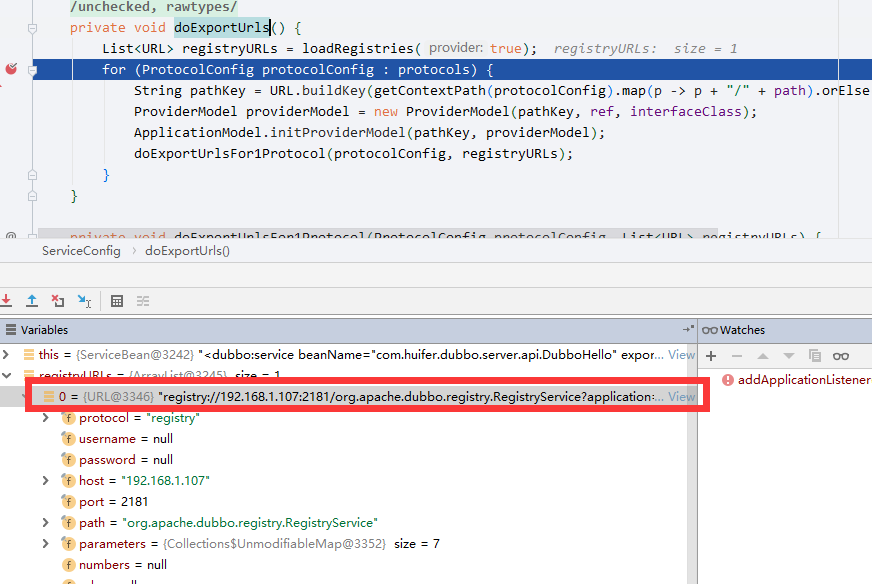 /unchecked, rawtypes/
private void doExportUrls() {
List<URL> registryURLs = loadRegistries( provider: true); registryURLs: size = 1
for (ProtocolConfig protocolConfig : protocols) {
String pathKey = URL.buildKey(getContextPath(protocolConfig).map(p -> p + "/" + path).orElse
ProviderModel providerModel = new ProviderModel(pathKey, ref, interfaceClass);
ApplicationModel.initProviderModel(pathKey, providerModel);
doExportUrlsFor1Protocol(protocolConfig, registryURLs);
}
}
private void doExportUrlsFor1Protocol(ProtocolConfig protocolConfig, List<URL> registryURLs) {
ServiceConfig › doExportUrls()
Variables
Watches
this = {ServiceBean@3242} "<dubbo:service beanName="com.huifer.dubbo.server.api.DubboHello" expor... View
registryURLs = {ArrayList@3245} size = 1
0 = {URL@3346} "registry://192.168.1.107:2181/org.apache.dubbo.registry.RegistryService?application=... View
addApplicationListener
protocol = "registry"
username = null
password = null
host = "192.168.1.107"
port = 2181
path = "org.apache.dubbo.registry.RegistryService"
parameters = {Collections$UnmodifiableMap@3352} size = 7
numbers = null